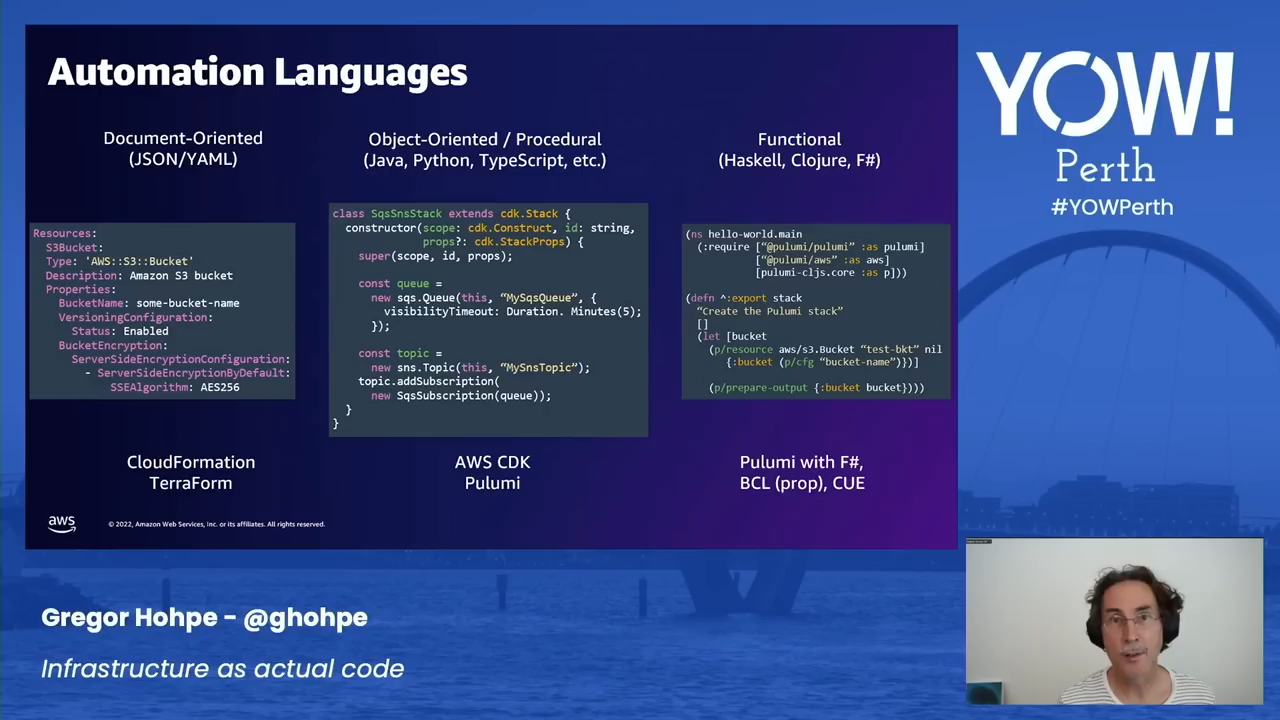 Automation Languages
Document-Oriented
(JSON/YAML)
Resources:
S3Bucket:
Type: 'AWS::S3::Bucket'
Description: Amazon S3 bucket
Properties:
BucketName: some-bucket-name
VersioningConfiguration:
Status: Enabled
BucketEncryption:
ServerSideEncryptionConfiguration:
- ServerSideEncryptionByDefault:
SSEAlgorithm: AES256
CloudFormation
TerraForm
Object-Oriented / Procedural
(Java, Python, TypeScript, etc.)
class SqsSnsStack extends cdk.Stack {
constructor(scope: cdk.Construct, id: string,
props?: cdk.StackProps) {
super(scope, id, props);
const queue =
new sqs.Queue(this, “MySqsQueue”, {
visibilityTimeout: Duration. Minutes(5);
});
const topic =
new sns.Topic(this, “MySnsTopic”);
topic.addSubscription(
new SqsSubscription(queue));
}
}
AWS CDK
Pulumi
Functional
(Haskell, Clojure, F#)
(ns hello-world.main
(:require [“@pulumi/pulumi” :as pulumi]
[“@pulumi/aws” :as aws]
[pulumi-cljs.core :as p]))
(defn ^:export stack
“Create the Pulumi stack”
[]
(let [bucket
(p/resource aws/s3.Bucket “test-bkt” nil
{:bucket (p/cfg “bucket-name”)})]
(p/prepare-output {:bucket bucket})))
Pulumi with F#,
BCL (prop), CUE
aws
© 2022, Amazon Web Services, Inc. or its affiliates. All rights reserved.
YOW!
Perth
#YOWPerth
Gregor Hohpe - @ghohpe
Infrastructure as actual code